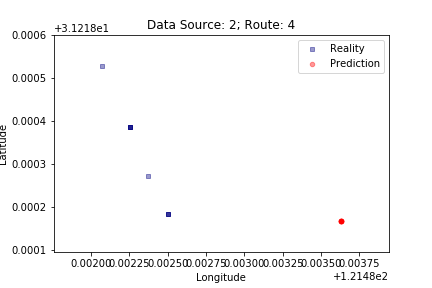 Data Source: 2; Route: 4
+3.1218e1
Reality
Prediction
0.0006
0.0005
0.0004
0.0003
0.0002
0.0001
Latitude
0.00200 0.00225 0.00250 0.00275 0.00300 0.00325 0.00350 0.00375
Longitude
+1.2148e2